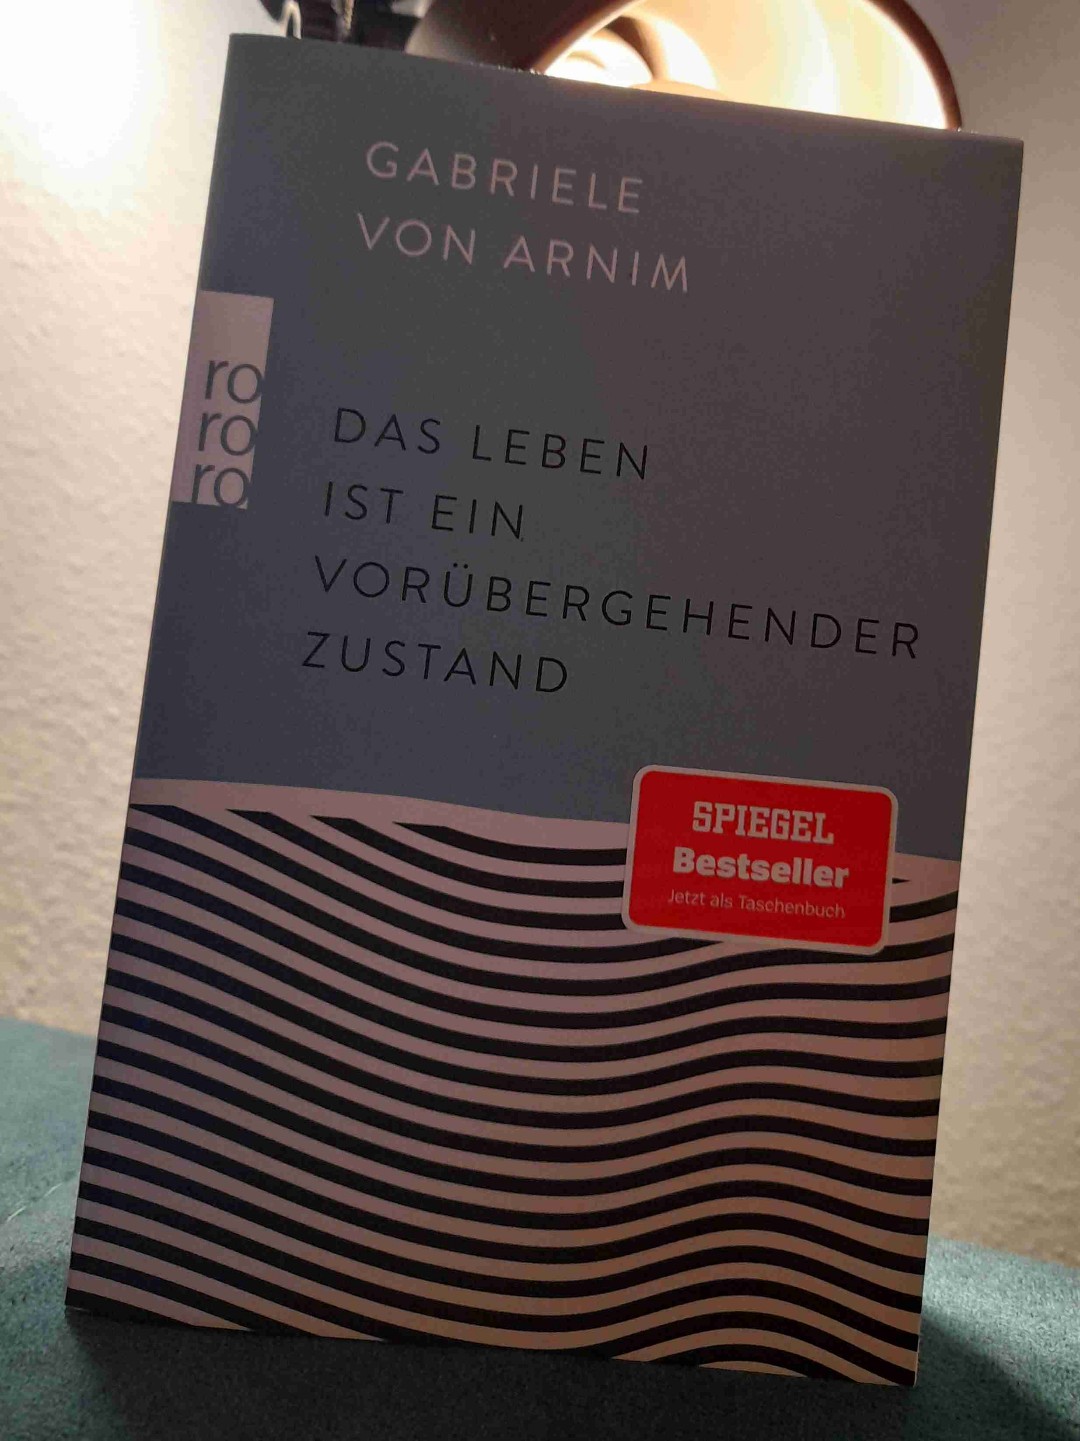 GABRIELE
VON ARNIM
ro
ro
ro
DAS LEBEN
IST EIN
VORÜBERGEHENDER
ZUSTAND
SPIEGEL
Bestseller
Jetzt als Taschenbuch